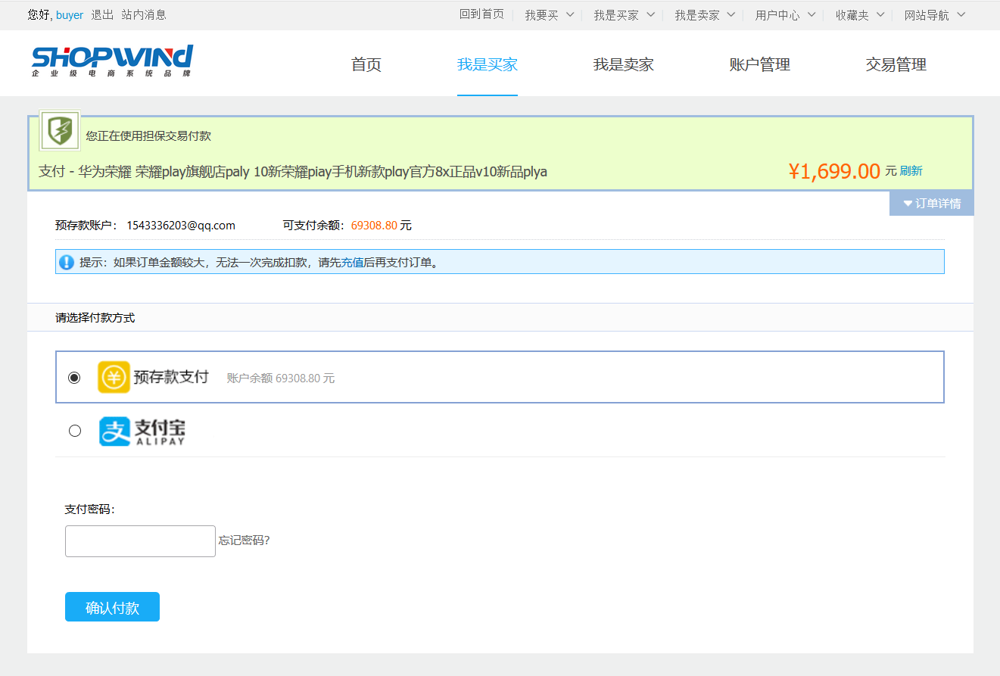 您好, buyer 退出 站内消息 回到首页 我要买 我是买家 我是卖家 用户中心 收藏夹 网站导航
SHOPWIND
企业级电商系统品牌
首页 我是买家 我是卖家 账户管理 交易管理
您正在使用担保交易付款
支付 - 华为荣耀 荣耀play旗舰店paly 10新荣耀piay手机新款plɑy官方8x正品v10新品plya ¥1,699.00 元 刷新
订单详情
预存款账户： 1543336203@qq.com 可支付余额：69308.80 元
提示：如果订单金额较大，无法一次完成扣款，请先充值后再支付订单。
请选择付款方式
预存款支付 账户余额 69308.80 元
支 支付宝
ALIPAY
支付密码：
忘记密码?
确认付款